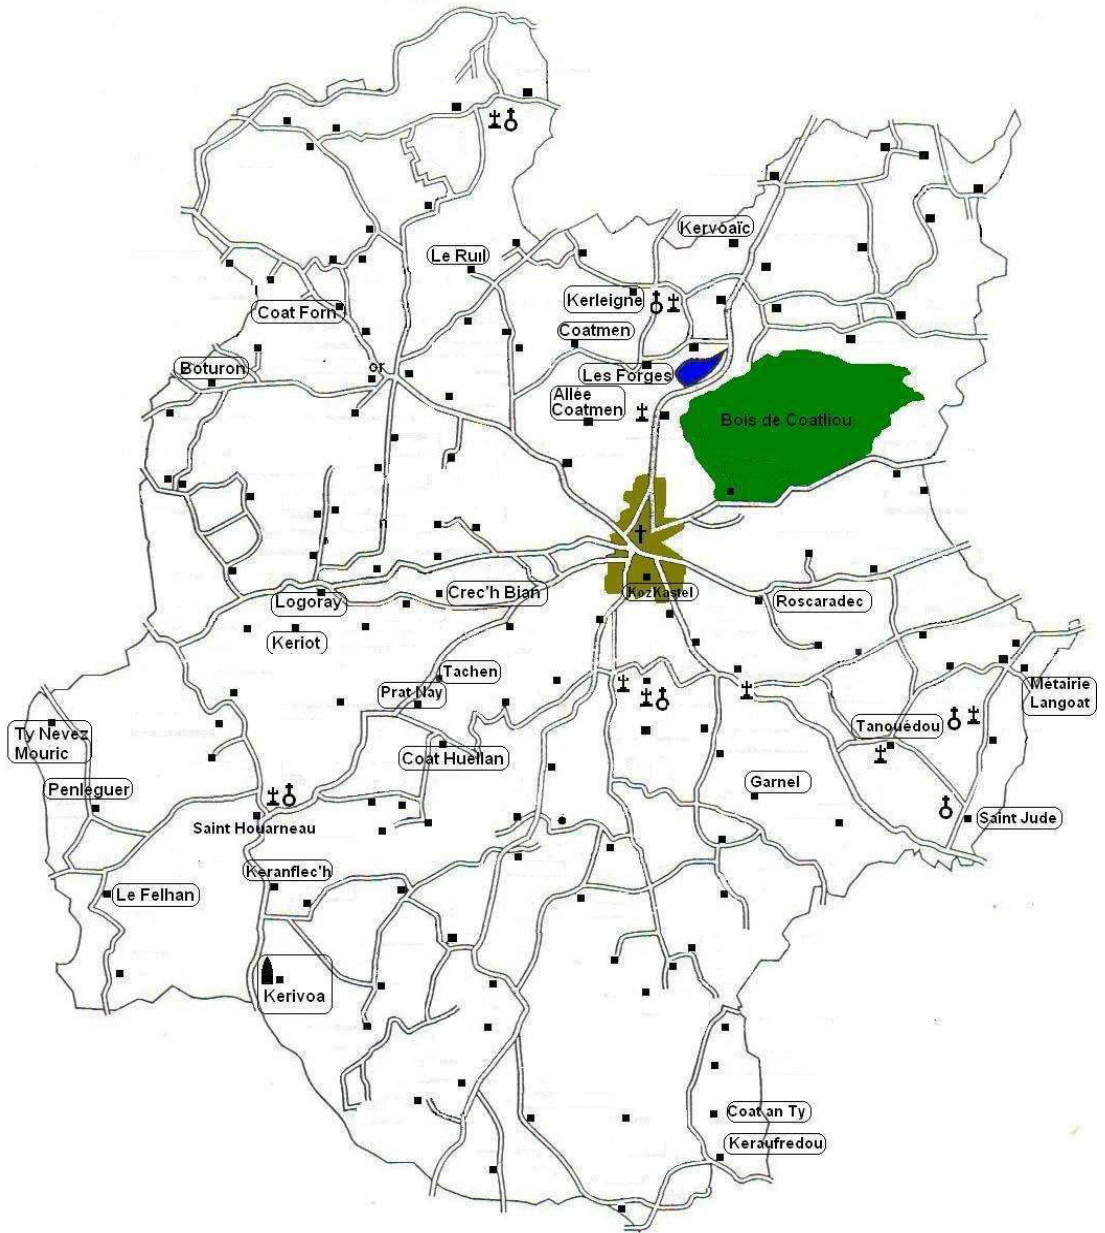 Kervoaïc
Le Ruil
Kerleigne
Coat Forn
Coatmen
Boturon
or
Les Forges
Allée
Coatmen
Bois de Coatliou
n
Crec'h Bian
KozKastel
Logoray
Roscaradec
Keriot
Tachen
Prat Nay
Métairie
Langoat
Ty Nevez
Mouric
Tanouédou
Coat Huellan
Garnel
Penleguer
Saint Houarneau
Saint Jude
Keranflec'h
Le Felhan
Kerivoa
Coat an Ty
Keraufredou